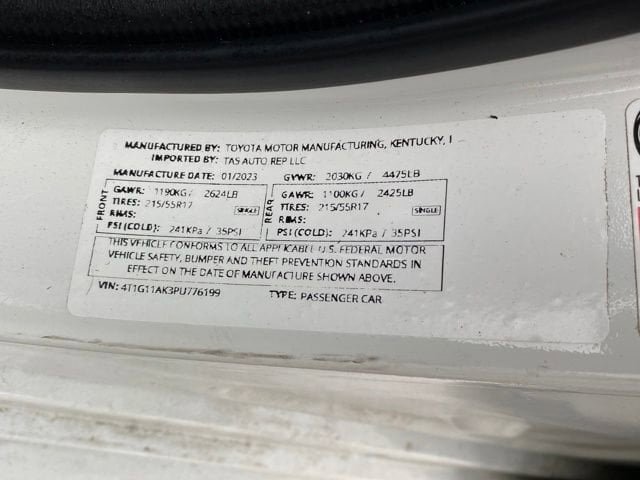 MANUFACTURED BY: TOYOTA MOTOR MANUFACTURING, KENTUCKY, I
IMPORTED BY: TAS AUTO REP LLC
MANUFACTURE DATE: 01/2023 GVWR: 2030KG / 4475LB
FRONT
GAWR: 1190KG / 2624LB
TIRES: 215/55R17 SINGLE
RIMS:
PSI (COLD): 241KPa / 35PSI
REAR
GAWR: 1100KG / 2425LB
TIRES: 215/55R17 SINGLE
RIMS:
PSI (COLD): 241KPa / 35PSI
THIS VEHICLE CONFORMS TO ALL APPLICABLE U.S. FEDERAL MOTOR
VEHICLE SAFETY, BUMPER AND THEFT PREVENTION STANDARDS IN
EFFECT ON THE DATE OF MANUFACTURE SHOWN ABOVE.
VIN: 4T1G11AK3PU776199 TYPE: PASSENGER CAR